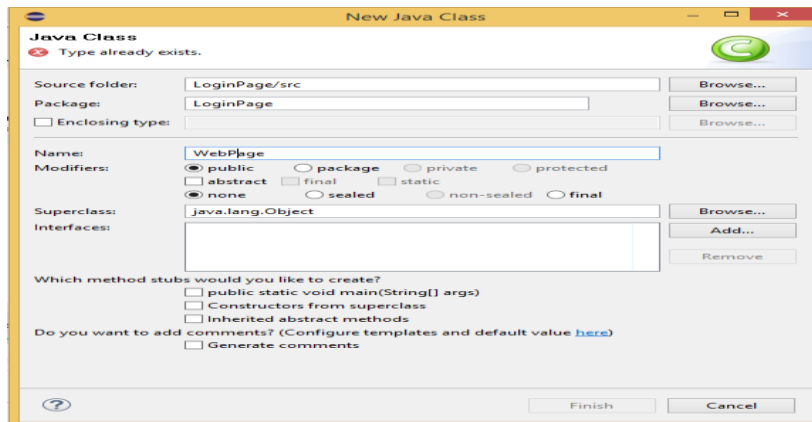 New Java Class
Java Class
Type already exists.
Source folder: LoginPage/src Browse...
Package: LoginPage Browse...
Enclosing type: Browse...
Name: WebPage
Modifiers: public package private protected
abstract final static
none sealed non-sealed final
Superclass: java.lang.Object Browse...
Interfaces: Add...
Remove
Which method stubs would you like to create?
public static void main(String[] args)
Constructors from superclass
Inherited abstract methods
Do you want to add comments? (Configure templates and default value here)
Generate comments
? Finish Cancel